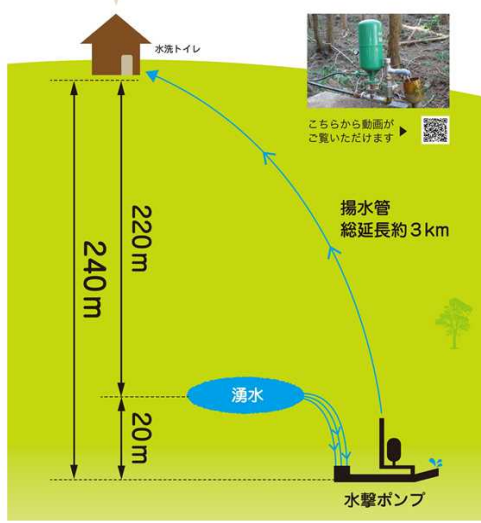 水洗トイレ
こちらから動画が
ご覧いただけます ▶
揚水管
総延長約3km
220m
240m
湧水
20m
水撃ポンプ